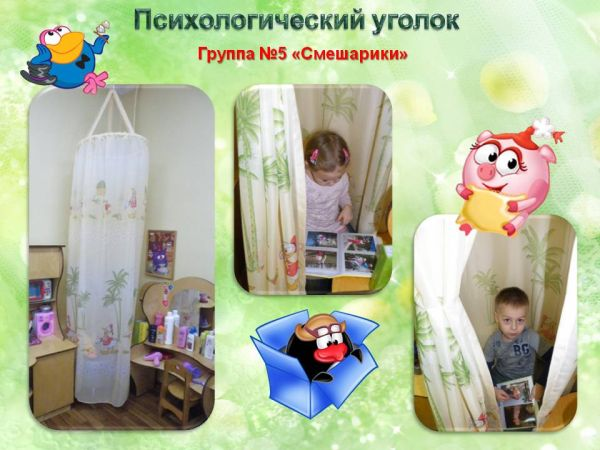 Психологический уголок
Группа №5 «Смешарики»